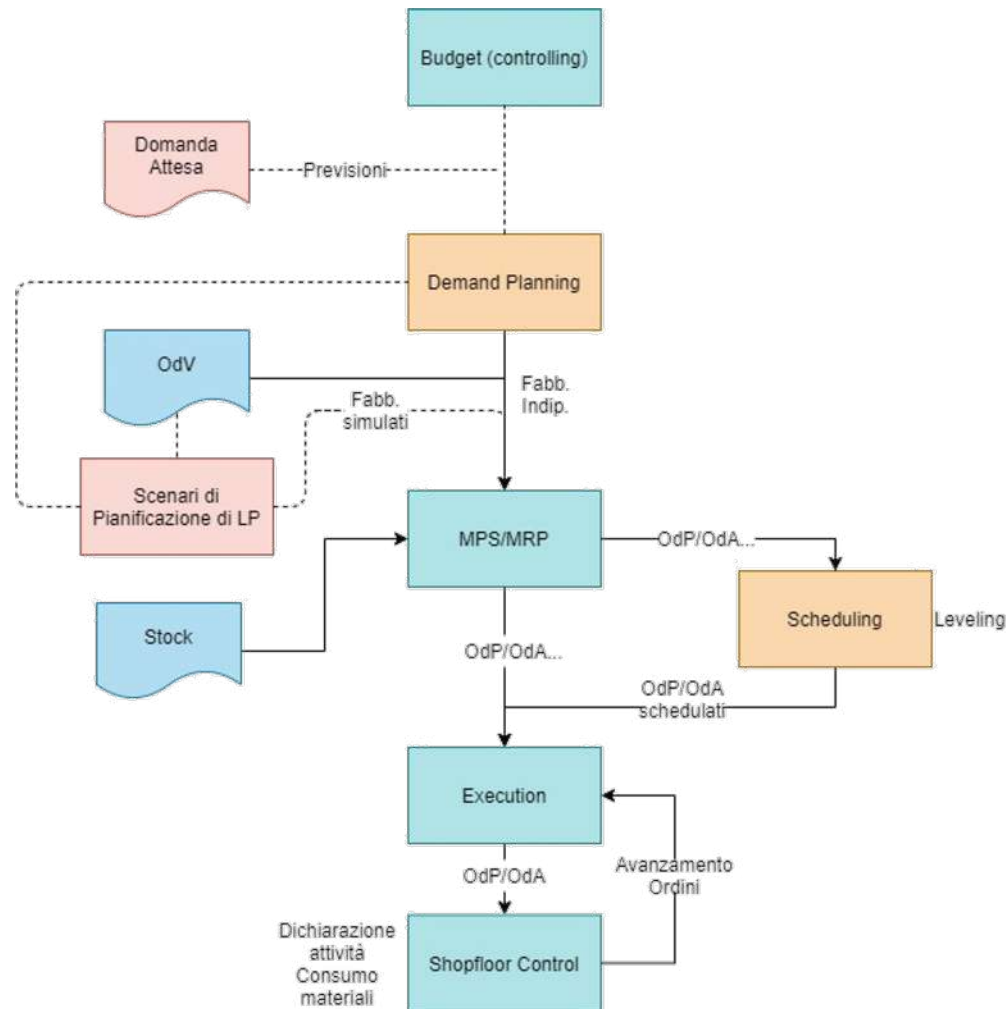 Budget (controlling)
Domanda
Attesa
Previsioni
Demand Planning
OdV
Fabb.
Indip.
Fabb.
simulati
Scenari di
Pianificazione di LP
MPS/MRP
OdP/OdA...
Scheduling
Leveling
Stock
OdP/OdA...
OdP/OdA
schedulati
Execution
OdP/OdA
Avanzamento
Ordini
Dichiarazione
attività
Consumo
materiali
Shopfloor Control